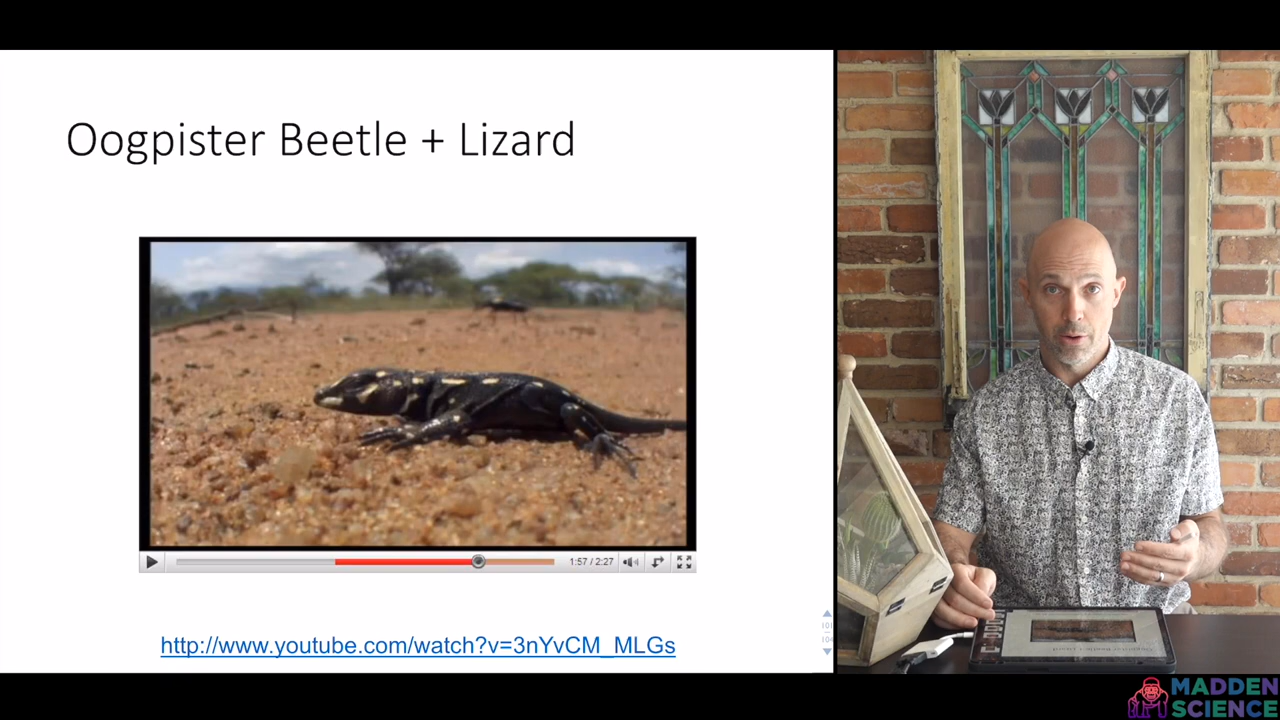 Oogpister Beetle + Lizard
1:57 / 2:27
http://www.youtube.com/watch?v=3nYvCM_MLGs
MADDEN
SCIENCE